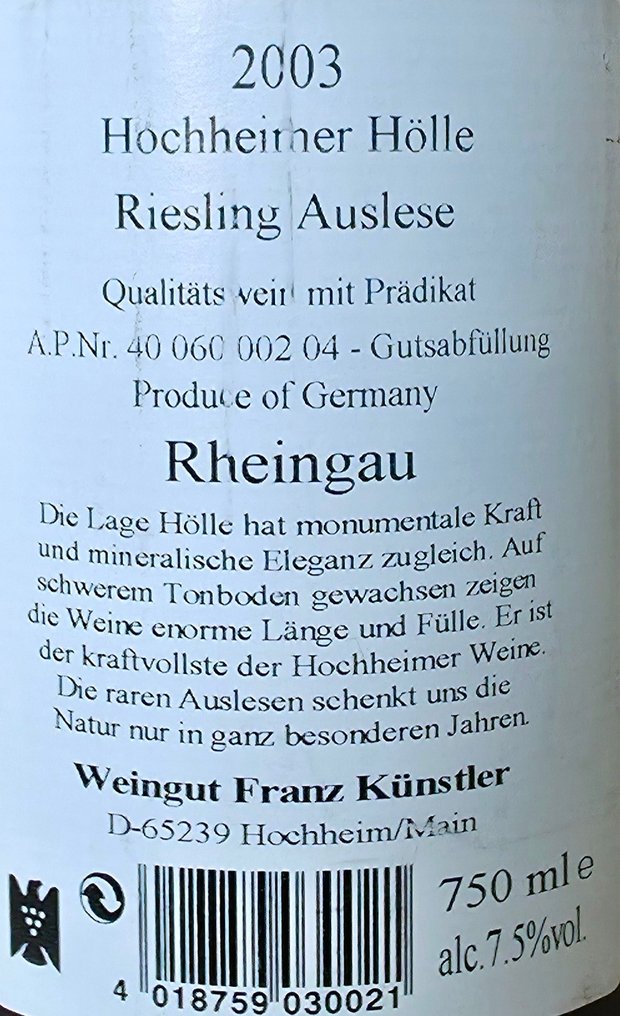 2003
Hochheimer Hölle
Riesling Auslese
Qualitätswein mit Prädikat
A.P.Nr. 40 060 002 04 - Gutsabfüllung
Produce of Germany
Rheingau
Die Lage Hölle hat monumentale Kraft
und mineralische Eleganz zugleich. Auf
schwerem Tonboden gewachsen zeigen
die Weine enorme Länge und Fülle. Er ist
der kraftvollste der Hochheimer Weine.
Die raren Auslesen schenkt uns die
Natur nur in ganz besonderen Jahren.
Weingut Franz Künstler
D-65239 Hochheim/Main
750 ml e
alc.7.5%vol.
4 018759 030021